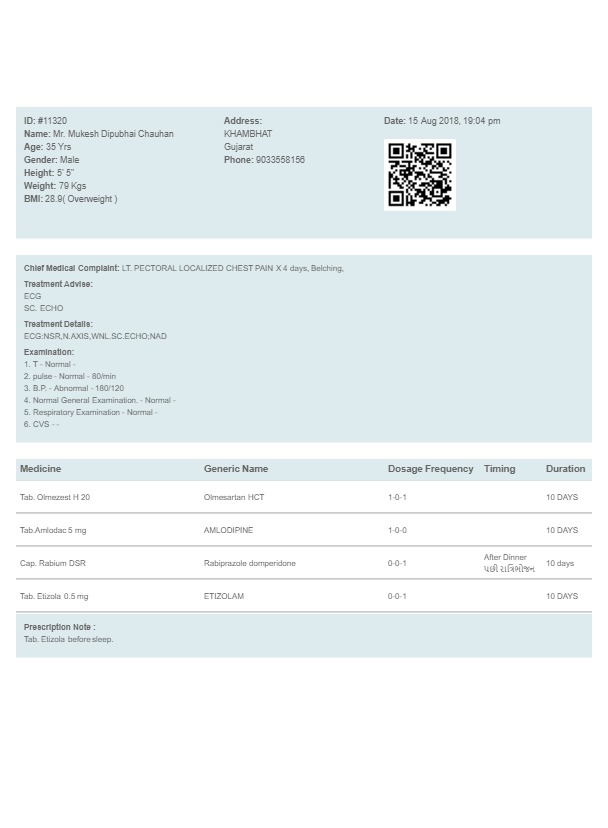 ID: #11320
Name: Mr. Mukesh Dipubhai Chauhan
Age: 35 Yrs
Gender: Male
Height: 5' 5"
Weight: 79 Kgs
BMI: 28.9( Overweight )
Address:
KHAMBHAT
Gujarat
Phone: 9033558156
Date: 15 Aug 2018, 19:04 pm
Chief Medical Complaint: LT. PECTORAL LOCALIZED CHEST PAIN X 4 days, Belching,
Treatment Advise:
ECG
SC. ECHO
Treatment Details:
ECG:NSR,N.AXIS,WNL.SC.ECHO;NAD
Examination:
1. T - Normal -
2. pulse - Normal - 80/min
3. B.P. - Abnormal - 180/120
4. Normal General Examination. - Normal -
5. Respiratory Examination - Normal -
6. CVS - -
Medicine Generic Name Dosage Frequency Timing Duration
Tab. Olmezest H 20 Olmesartan HCT 1-0-1 10 DAYS
Tab.Amlodac 5 mg AMLODIPINE 1-0-0 10 DAYS
Cap. Rabium DSR Rabiprazole domperidone 0-0-1 After Dinner 10 days
પછી રાત્રિભોજન
Tab. Etizola 0.5 mg ETIZOLAM 0-0-1 10 DAYS
Prescription Note :
Tab. Etizola before sleep.